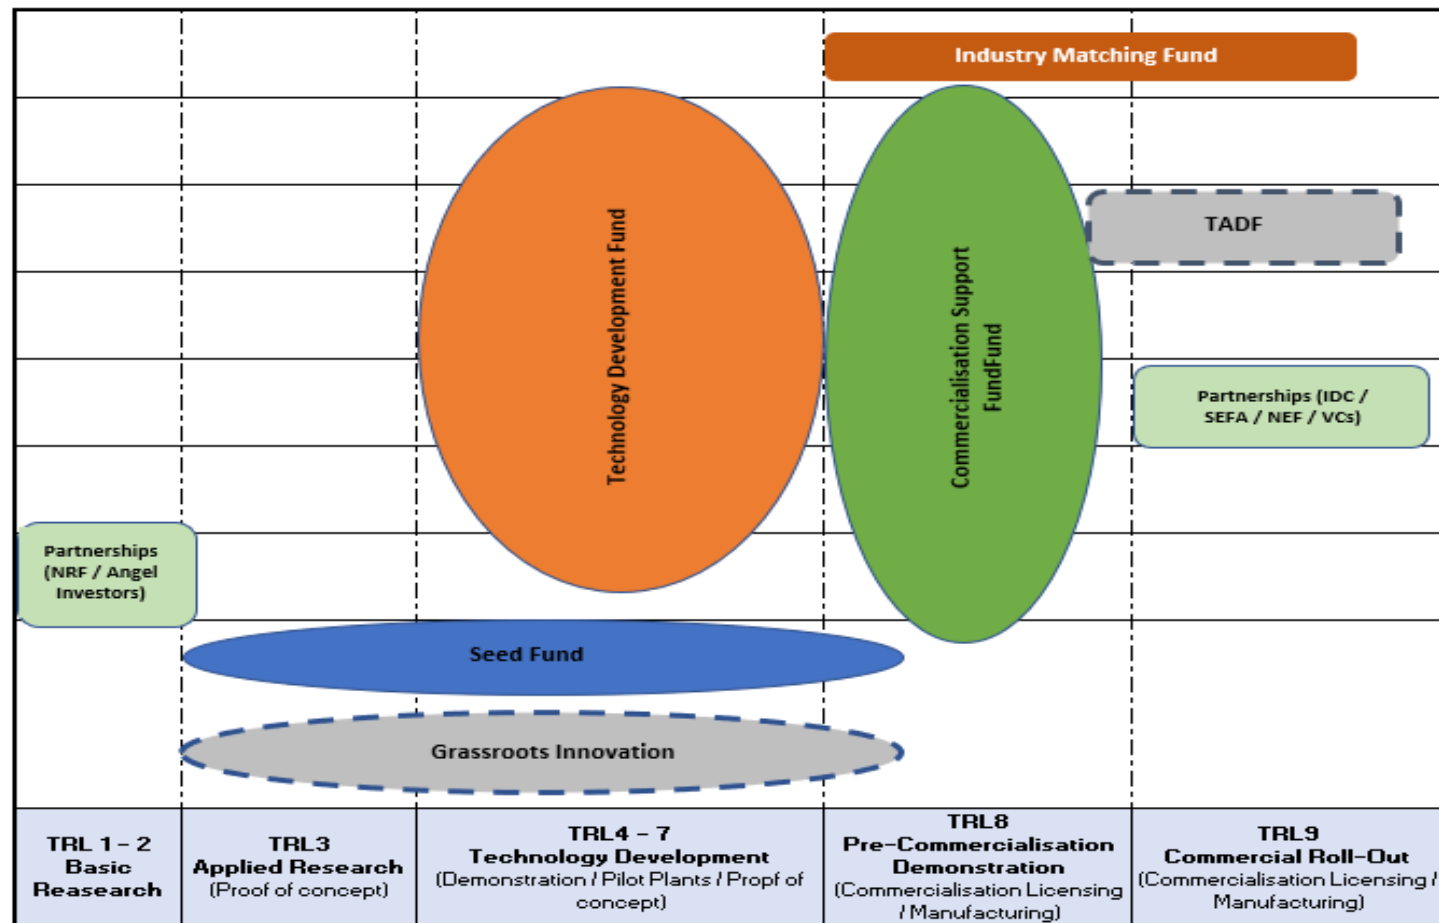 Industry Matching Fund
Technology Development Fund
Commercialisation Support
FundFund
TADF
Partnerships (IDC /
SEFA / NEF / VCs)
Partnerships
(NRF / Angel
Investors)
Seed Fund
Grassroots Innovation
TRL 1 - 2
Basic
Reasearch
TRL3
Applied Research
(Proof of concept)
TRL4 - 7
Technology Development
(Demonstration / Pilot Plants / Propf of
concept)
TRL8
Pre-Commercialisation
Demonstration
(Commercialisation Licensing
/ Manufacturing)
TRL9
Commercial Roll-Out
(Commercialisation Licensing /
Manufacturing)